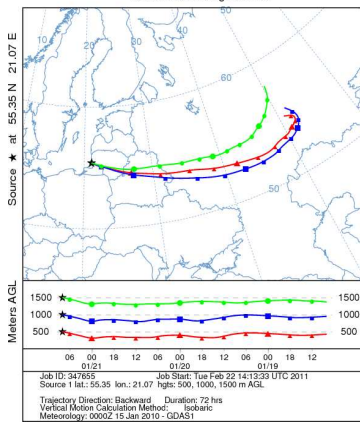 Source ★ at 55.35 N 21.07 E
50
10
20
30
40
50
60
60
50
Meters AGL
1500 1500
1000 1000
500 500
06 00 18 12 06 00 18 12 06 00 18 12
01/21 01/20 01/19
Job ID: 347655 Job Start: Tue Feb 22 14:13:33 UTC 2011
Source 1 lat.: 55.35 lon.: 21.07 hgts: 500, 1000, 1500 m AGL
Trajectory Direction: Backward Duration: 72 hrs
Vertical Motion Calculation Method: Isobaric
Meteorology: 0000Z 15 Jan 2010 - GDAS1